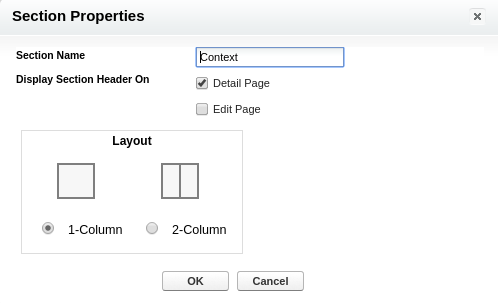 Section Properties
Section Name
Context
Display Section Header On
Detail Page
Edit Page
Layout
1-Column
2-Column
OK
Cancel